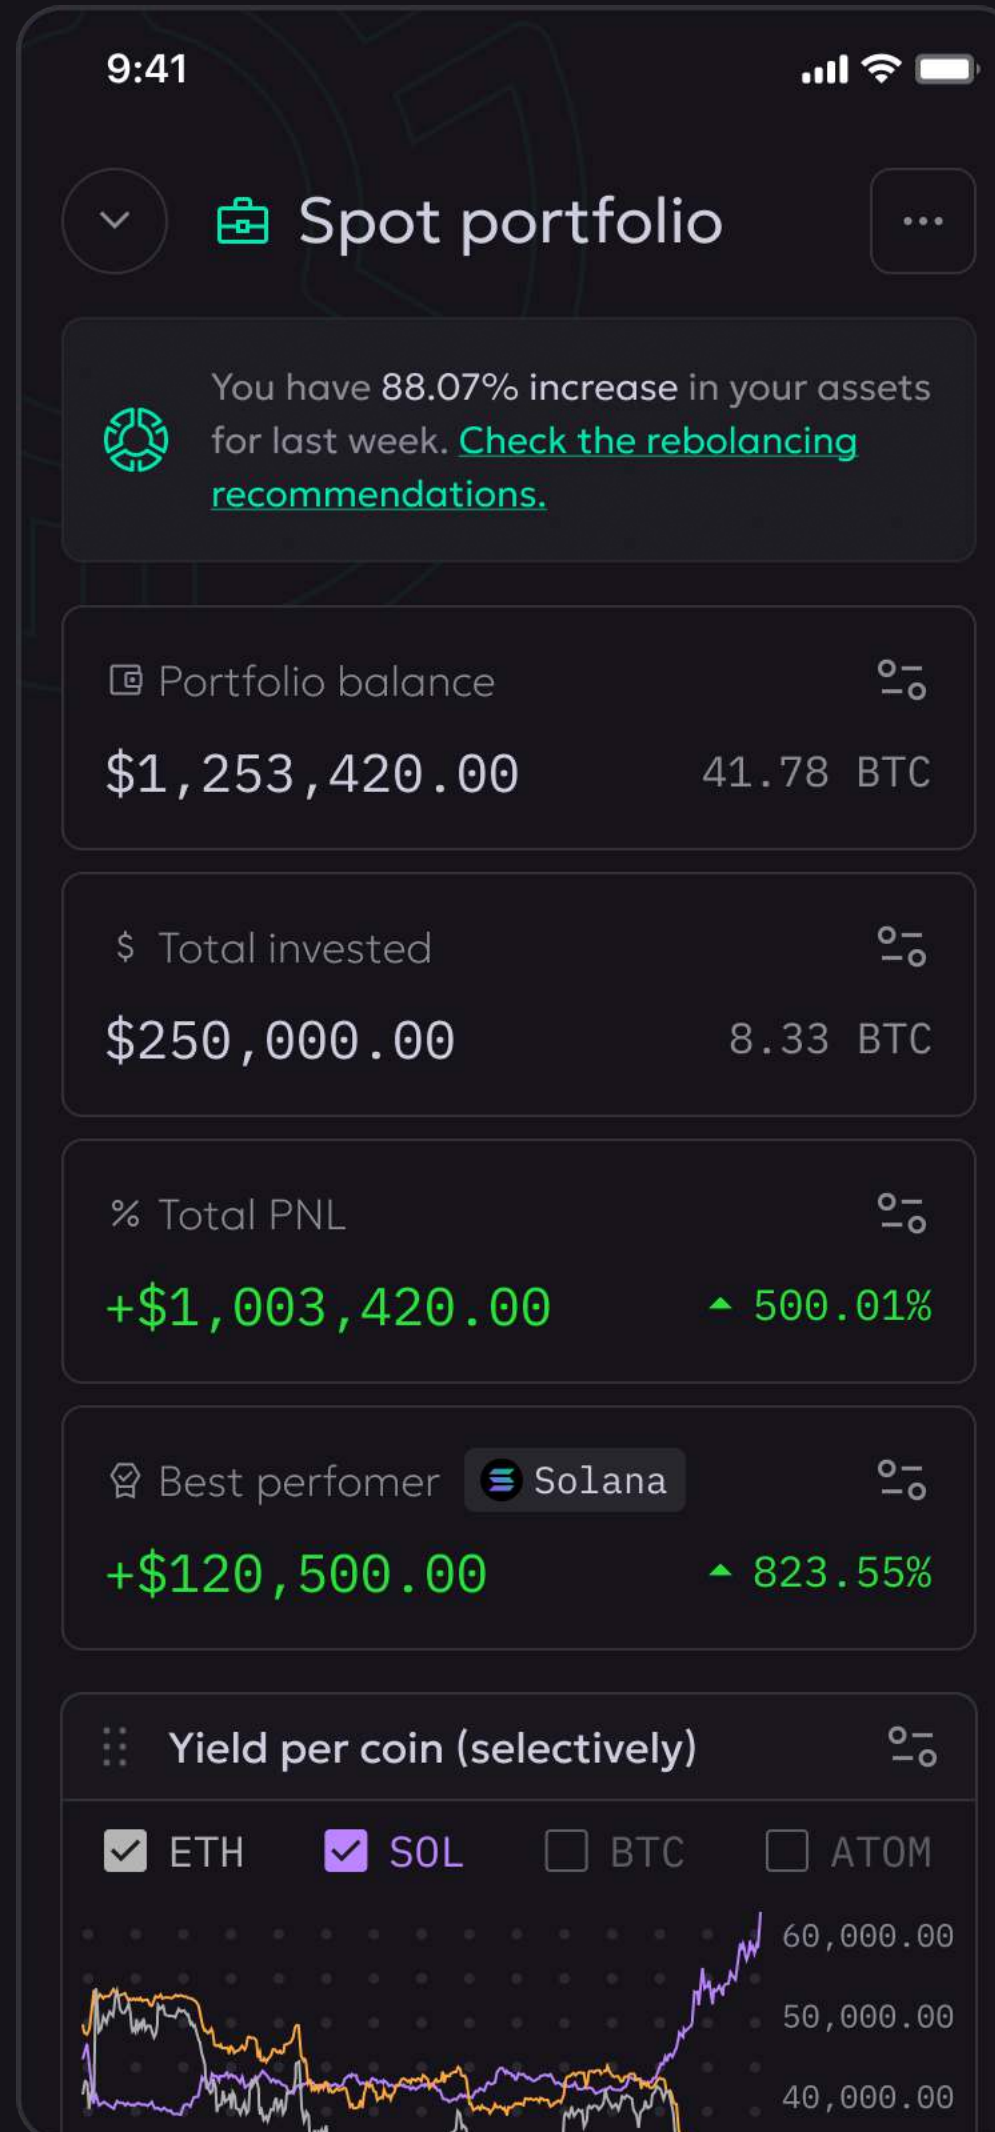 9:41
Spot portfolio
You have 88.07% increase in your assets
for last week. Check the rebolancing
recommendations.
Portfolio balance
$1,253,420.00 41.78 BTC
$ Total invested
$250,000.00 8.33 BTC
% Total PNL
+$1,003,420.00 500.01%
Best perfomer Solana
+$120,500.00 823.55%
Yield per coin (selectively)
ETH SOL BTC ATOM
60,000.00
50,000.00
40,000.00